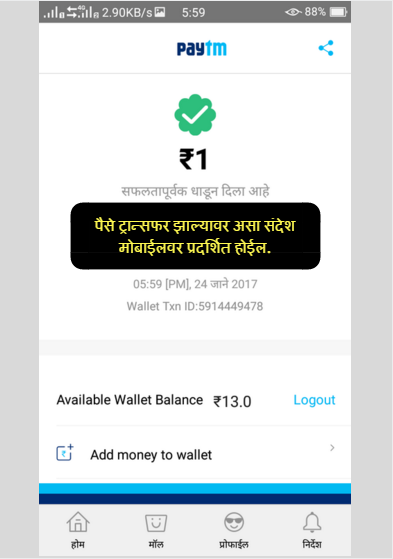 2.90KB/s 5:59 88%
paytm
₹1
सफलतापूर्वक धाडून दिला आहे
पैसे ट्रान्सफर झाल्यावर असा संदेश
मोबाईलवर प्रदर्शित होईल.
05:59 [PM], 24 जाने 2017
Wallet Txn ID:5914449478
Available Wallet Balance ₹13.0 Logout
Add money to wallet
होम मॉल प्रोफाईल निर्देश